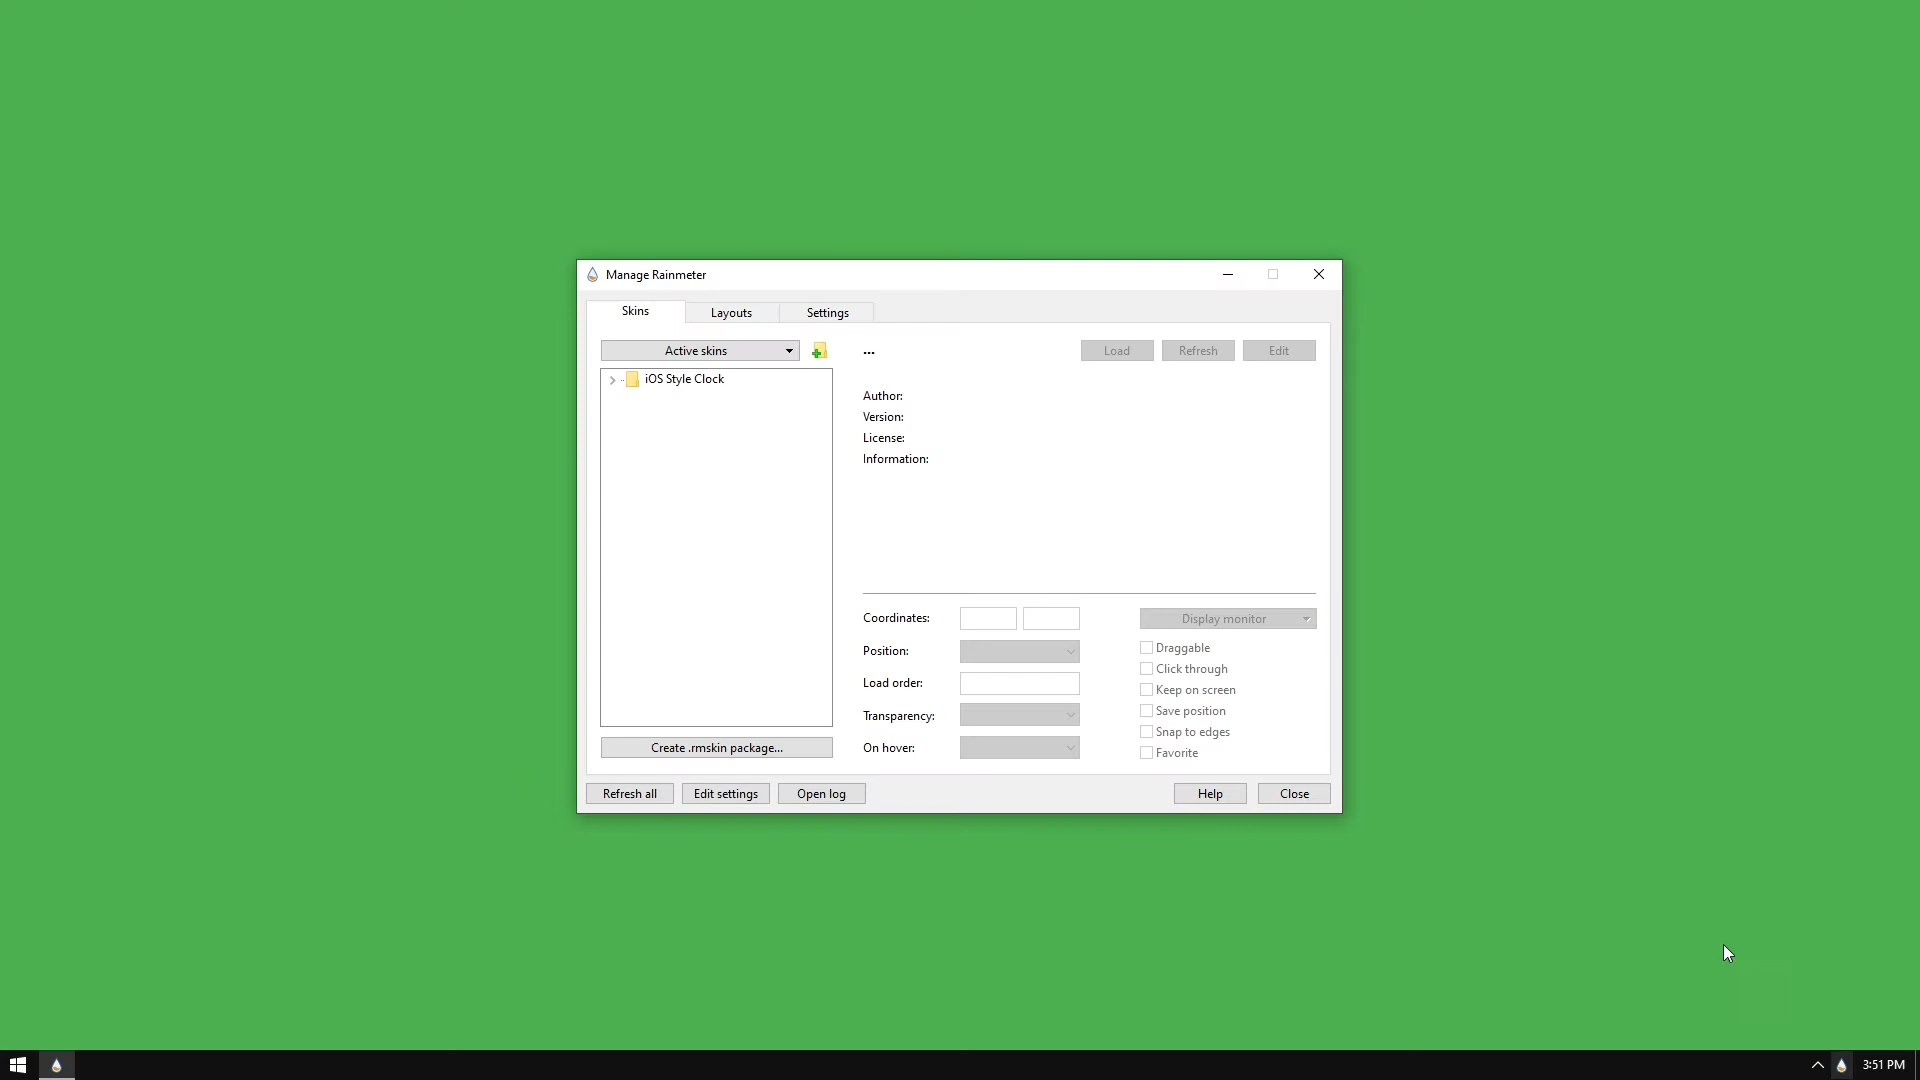 Manage Rainmeter
Skins
Layouts
Settings
Active skins
...
Load
Refresh
Edit
iOS Style Clock
Author:
Version:
License:
Information:
Coordinates:
Display monitor
Position:
Draggable
Click through
Load order:
Keep on screen
Transparency:
Save position
Snap to edges
On hover:
Favorite
Create .rmskin package...
Refresh all
Edit settings
Open log
Help
Close
3:51 PM